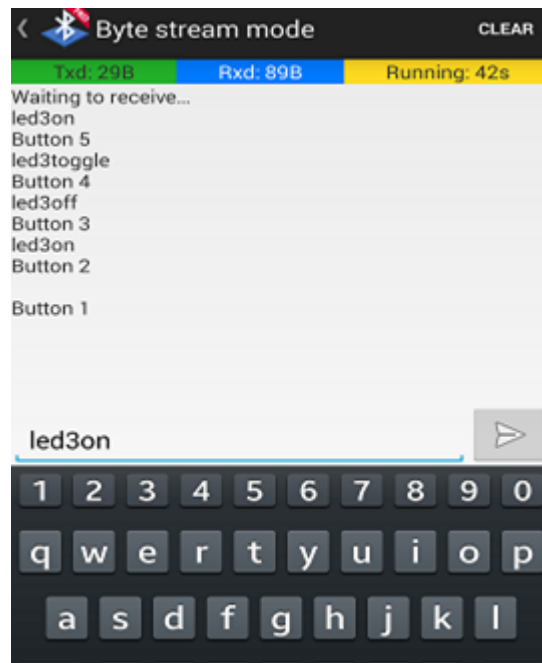 Byte stream mode CLEAR
Txd: 29B Rxd: 89B Running: 42s
Waiting to receive...
led3on
Button 5
led3toggle
Button 4
led3off
Button 3
led3on
Button 2
Button 1
led3on
1 2 3 4 5 6 7 8 9 0
q w e r t y u i o p
a s d f g h j k l